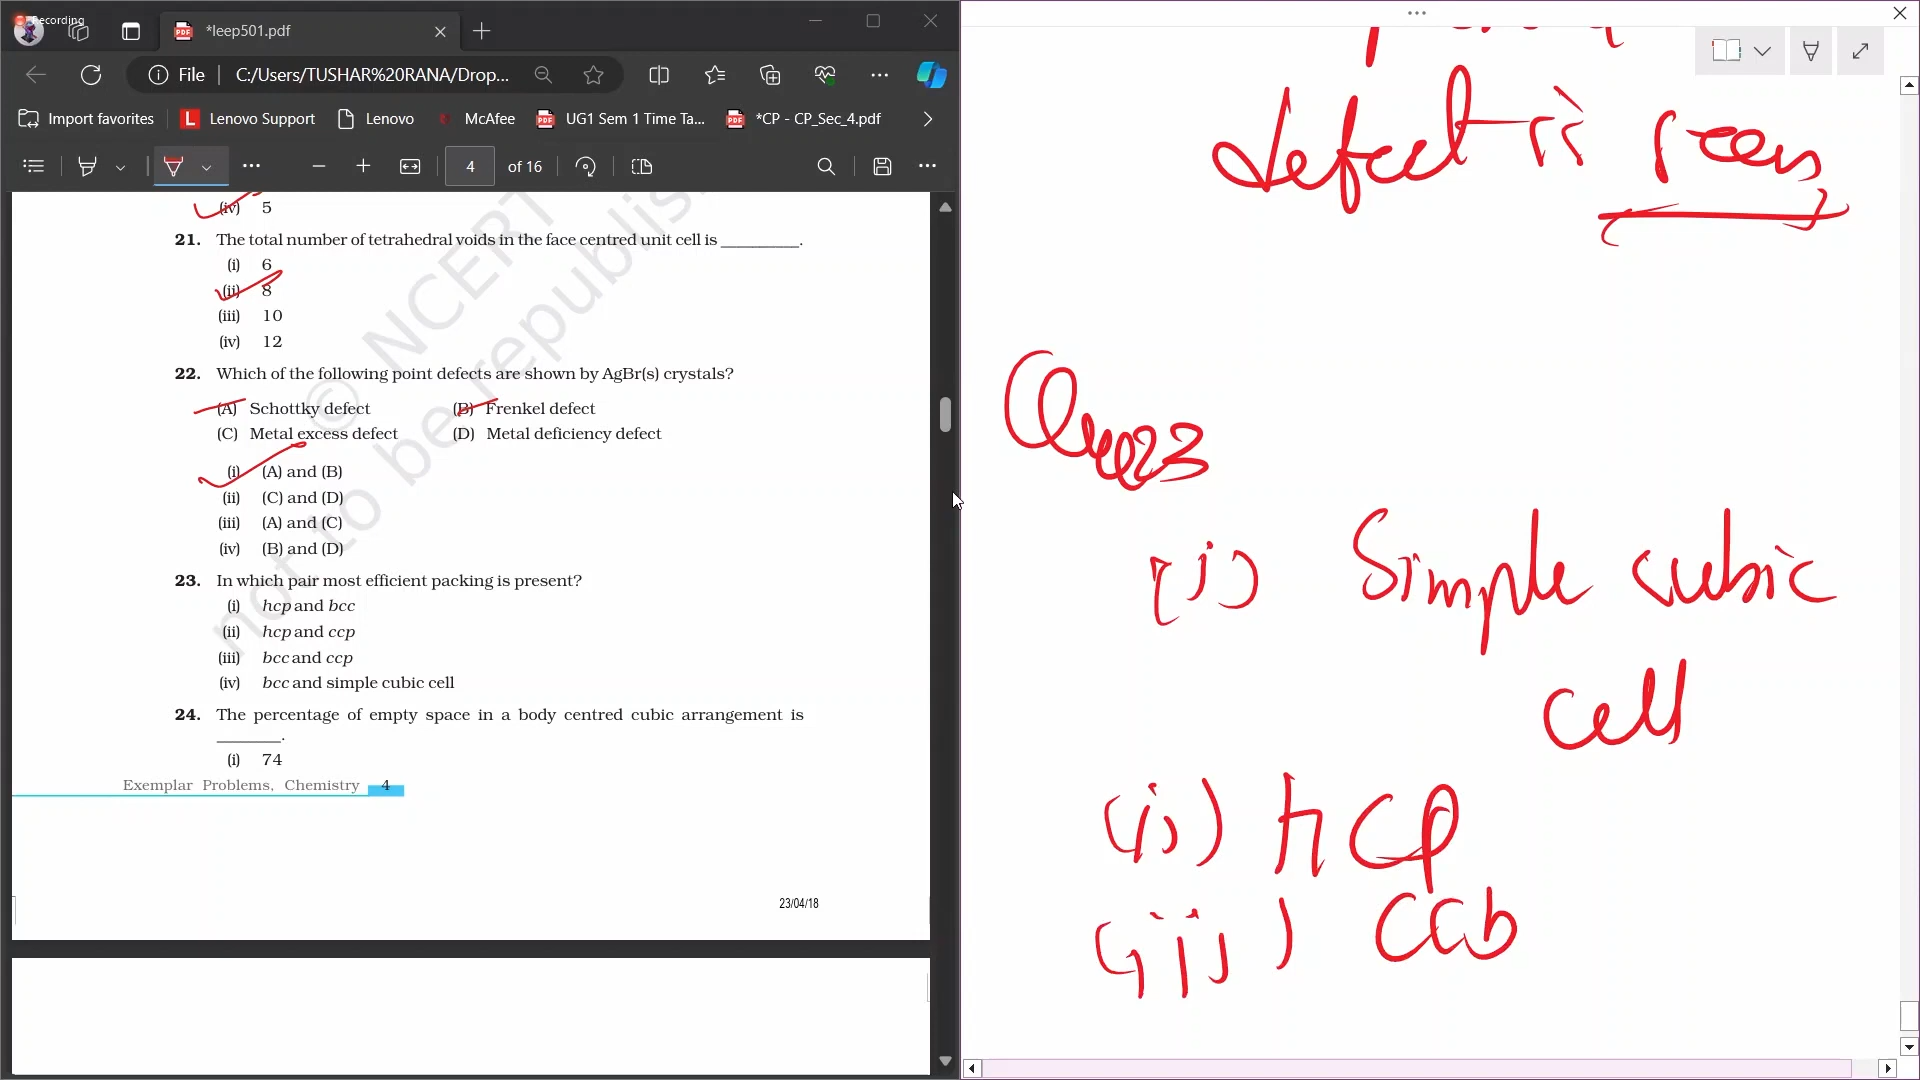 Recording
*leep501.pdf
File
C:/Users/TUSHAR%20RANA/Drop...
Import favorites
Lenovo Support
Lenovo
McAfee
UG1 Sem 1 Time Ta...
*CP - CP_Sec_4.pdf
4 of 16
(iv) 5
21. The total number of tetrahedral voids in the face centred unit cell is __________.
(i) 6
(ii) 8
(iii) 10
(iv) 12
22. Which of the following point defects are shown by AgBr(s) crystals?
(A) Schottky defect (B) Frenkel defect
(C) Metal excess defect (D) Metal deficiency defect
(i) (A) and (B)
(ii) (C) and (D)
(iii) (A) and (C)
(iv) (B) and (D)
23. In which pair most efficient packing is present?
(i) hcp and bcc
(ii) hcp and ccp
(iii) bcc and ccp
(iv) bcc and simple cubic cell
24. The percentage of empty space in a body centred cubic arrangement is
________.
(i) 74
Exemplar Problems, Chemistry 4
23/04/18
© NCERT
not to be republis
defect is seen
23
(i) Simple cubic
cell
(ii) hcp
(iii)